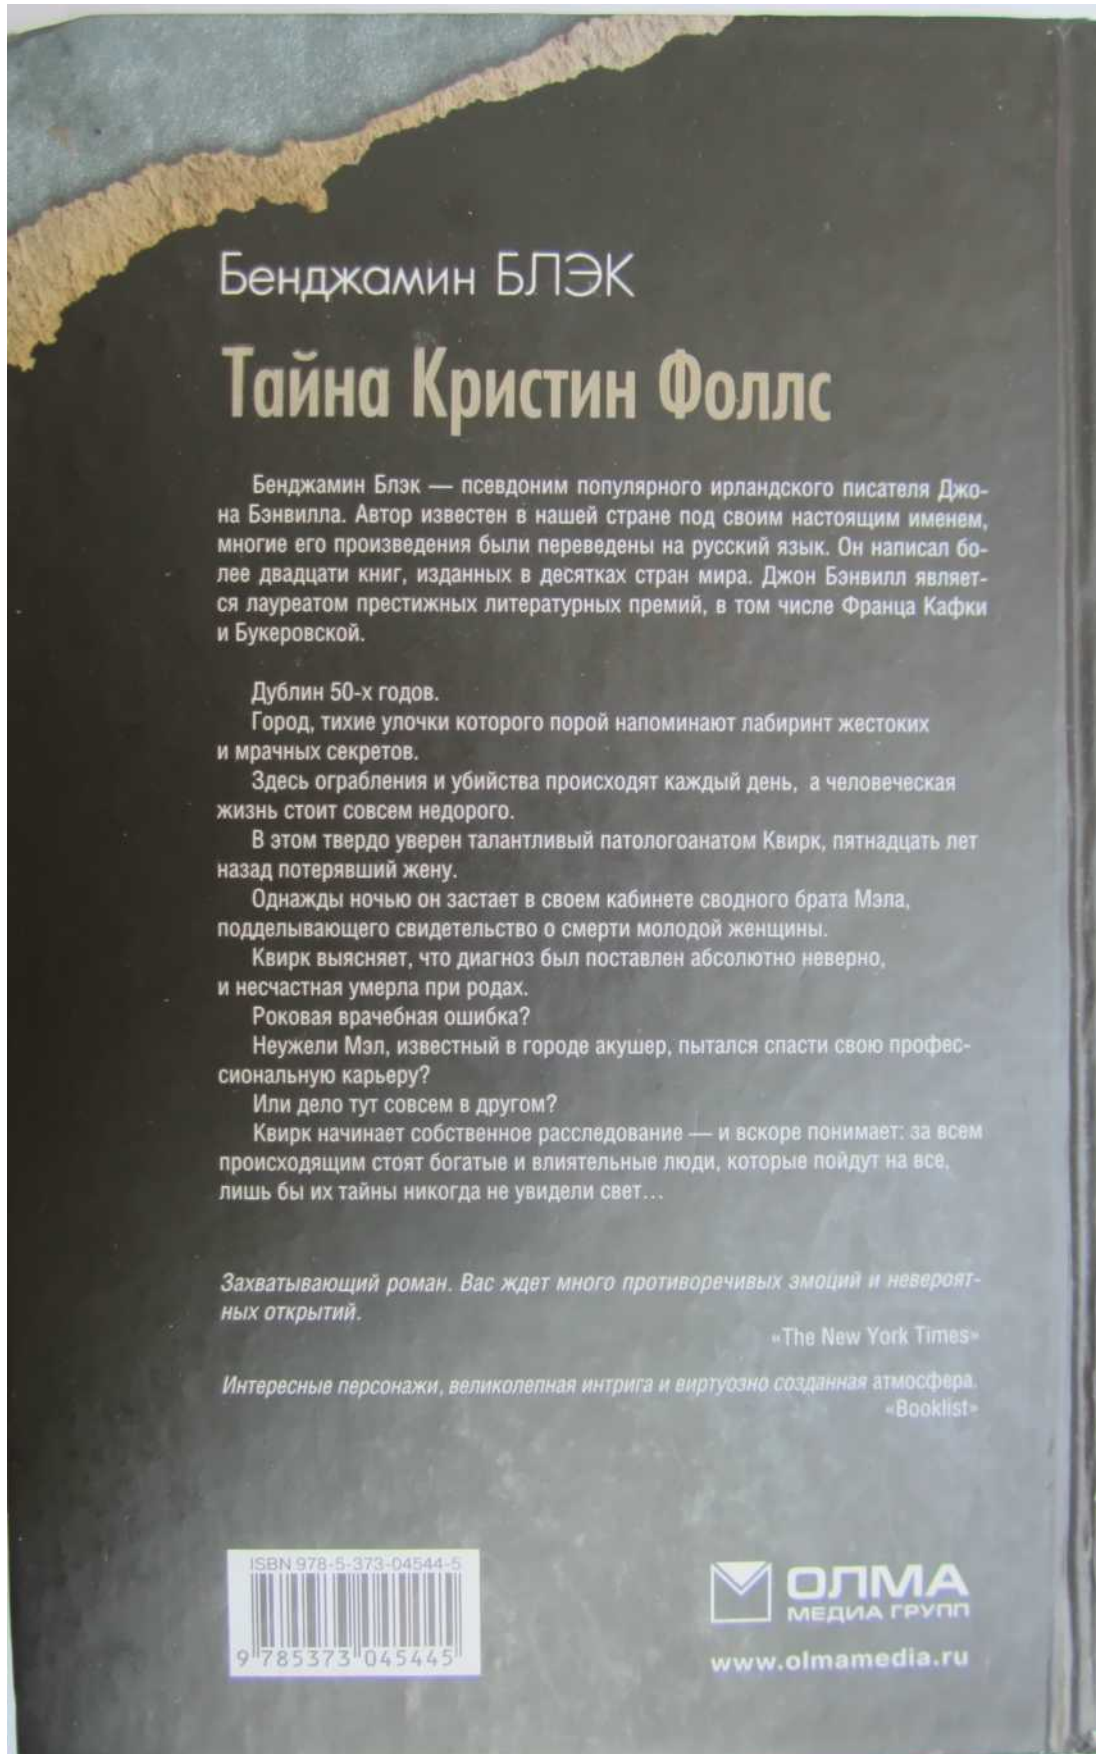 Бенджамин БЛЭК
Тайна Кристин Фоллс
Бенджамин Блэк — псевдоним популярного ирландского писателя Джо-
на Бэнвилла. Автор известен в нашей стране под своим настоящим именем,
многие его произведения были переведены на русский язык. Он написал бо-
лее двадцати книг, изданных в десятках стран мира. Джон Бэнвилл являет-
ся лауреатом престижных литературных премий, в том числе Франца Кафки
и Букеровской.
Дублин 50-х годов.
Город, тихие улочки которого порой напоминают лабиринт жестоких
и мрачных секретов.
Здесь ограбления и убийства происходят каждый день, а человеческая
жизнь стоит совсем недорого.
В этом твердо уверен талантливый патологоанатом Квирк, пятнадцать лет
назад потерявший жену.
Однажды ночью он застает в своем кабинете сводного брата Мэла,
подделывающего свидетельство о смерти молодой женщины.
Квирк выясняет, что диагноз был поставлен абсолютно неверно,
и несчастная умерла при родах.
Роковая врачебная ошибка?
Неужели Мэл, известный в городе акушер, пытался спасти свою профес-
сиональную карьеру?
Или дело тут совсем в другом?
Квирк начинает собственное расследование — и вскоре понимает: за всем
происходящим стоят богатые и влиятельные люди, которые пойдут на все,
лишь бы их тайны никогда не увидели свет…
Захватывающий роман. Вас ждет много противоречивых эмоций и невероят-
ных открытий.
«The New York Times»
Интересные персонажи, великолепная интрига и виртуозно созданная атмосфера.
«Booklist»
ISBN 978-5-373-04544-5
9 785373 045445
ОЛМА
МЕДИА ГРУПП
www.olmamedia.ru